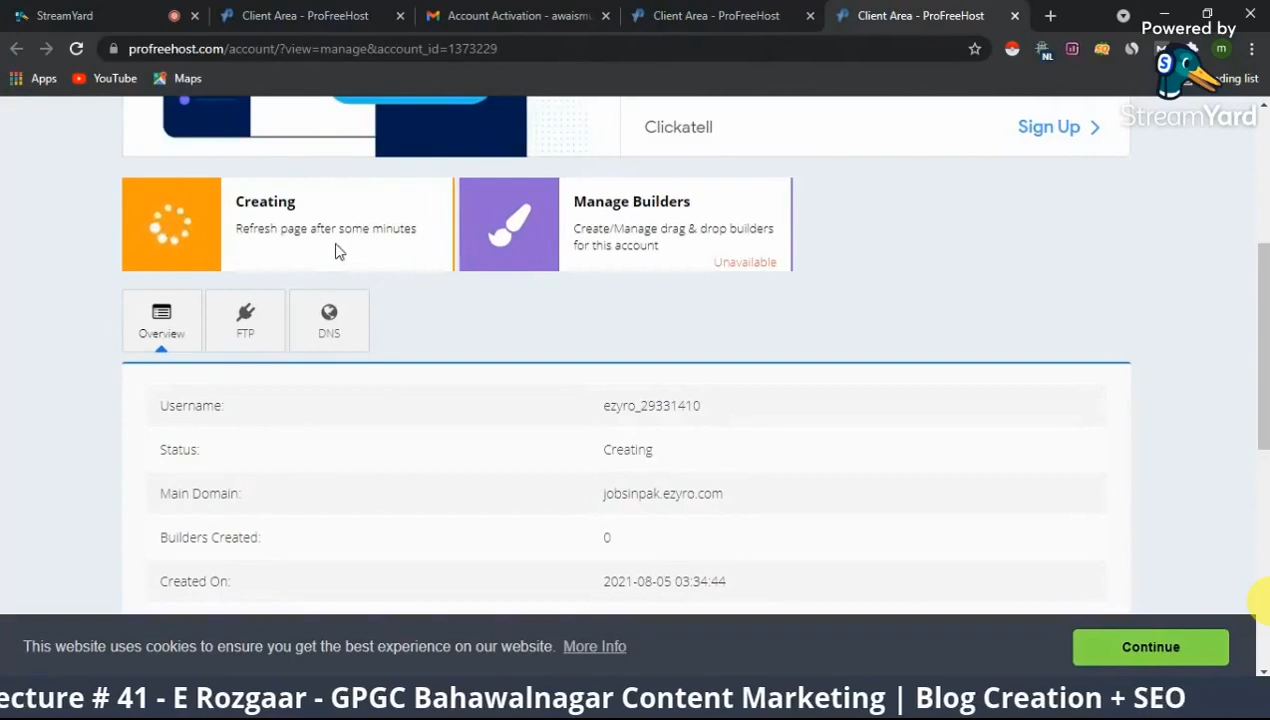 StreamYard
Client Area - ProFreeHost
Account Activation - awaismu
Client Area - ProFreeHost
Client Area - ProFreeHost
profreehost.com/account/?view=manage&account_id=1373229
NL
m
Powered by
Apps
YouTube
Maps
ding list
S
StreamYard
Clickatell
Sign Up
Creating
Refresh page after some minutes
Manage Builders
Create/Manage drag & drop builders
for this account
Unavailable
Overview
FTP
DNS
Username: ezyro_29331410
Status: Creating
Main Domain: jobsinpak.ezyro.com
Builders Created: 0
Created On: 2021-08-05 03:34:44
This website uses cookies to ensure you get the best experience on our website. More Info
Continue
ecture # 41 - E Rozgaar - GPGC Bahawalnagar Content Marketing | Blog Creation + SEO